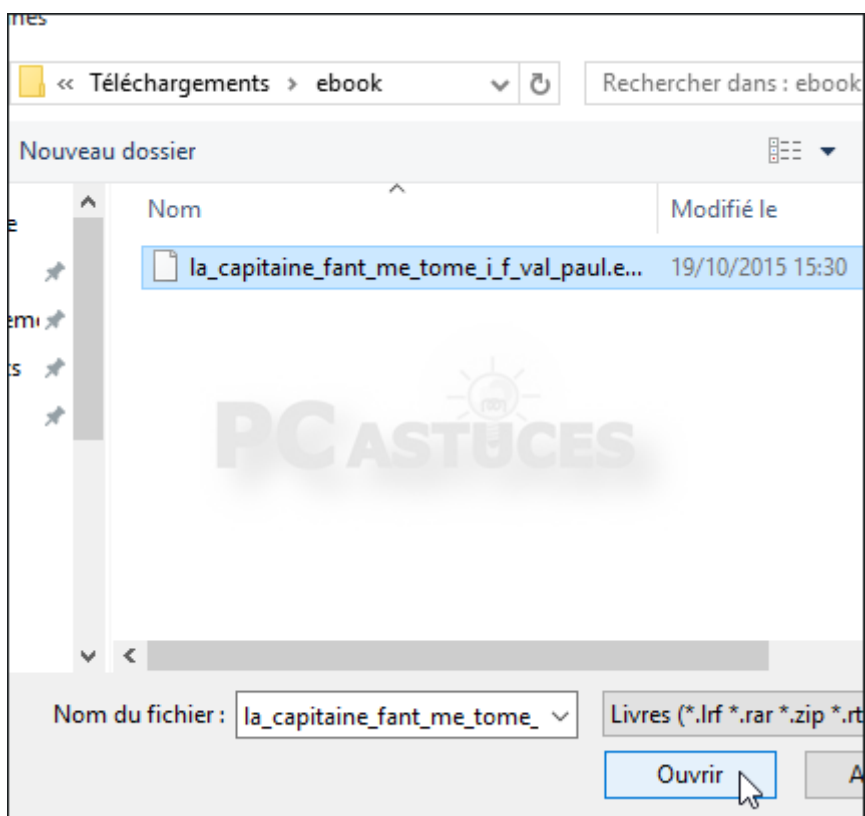 « Téléchargements > ebook
Rechercher dans : ebook
Nouveau dossier
Nom
Modifié le
la_capitaine_fant_me_tome_i_f_val_paul.e...
19/10/2015 15:30
PC ASTUCES
Nom du fichier :
la_capitaine_fant_me_tome_
Livres (*.lrf *.rar *.zip *.rt
Ouvrir
A